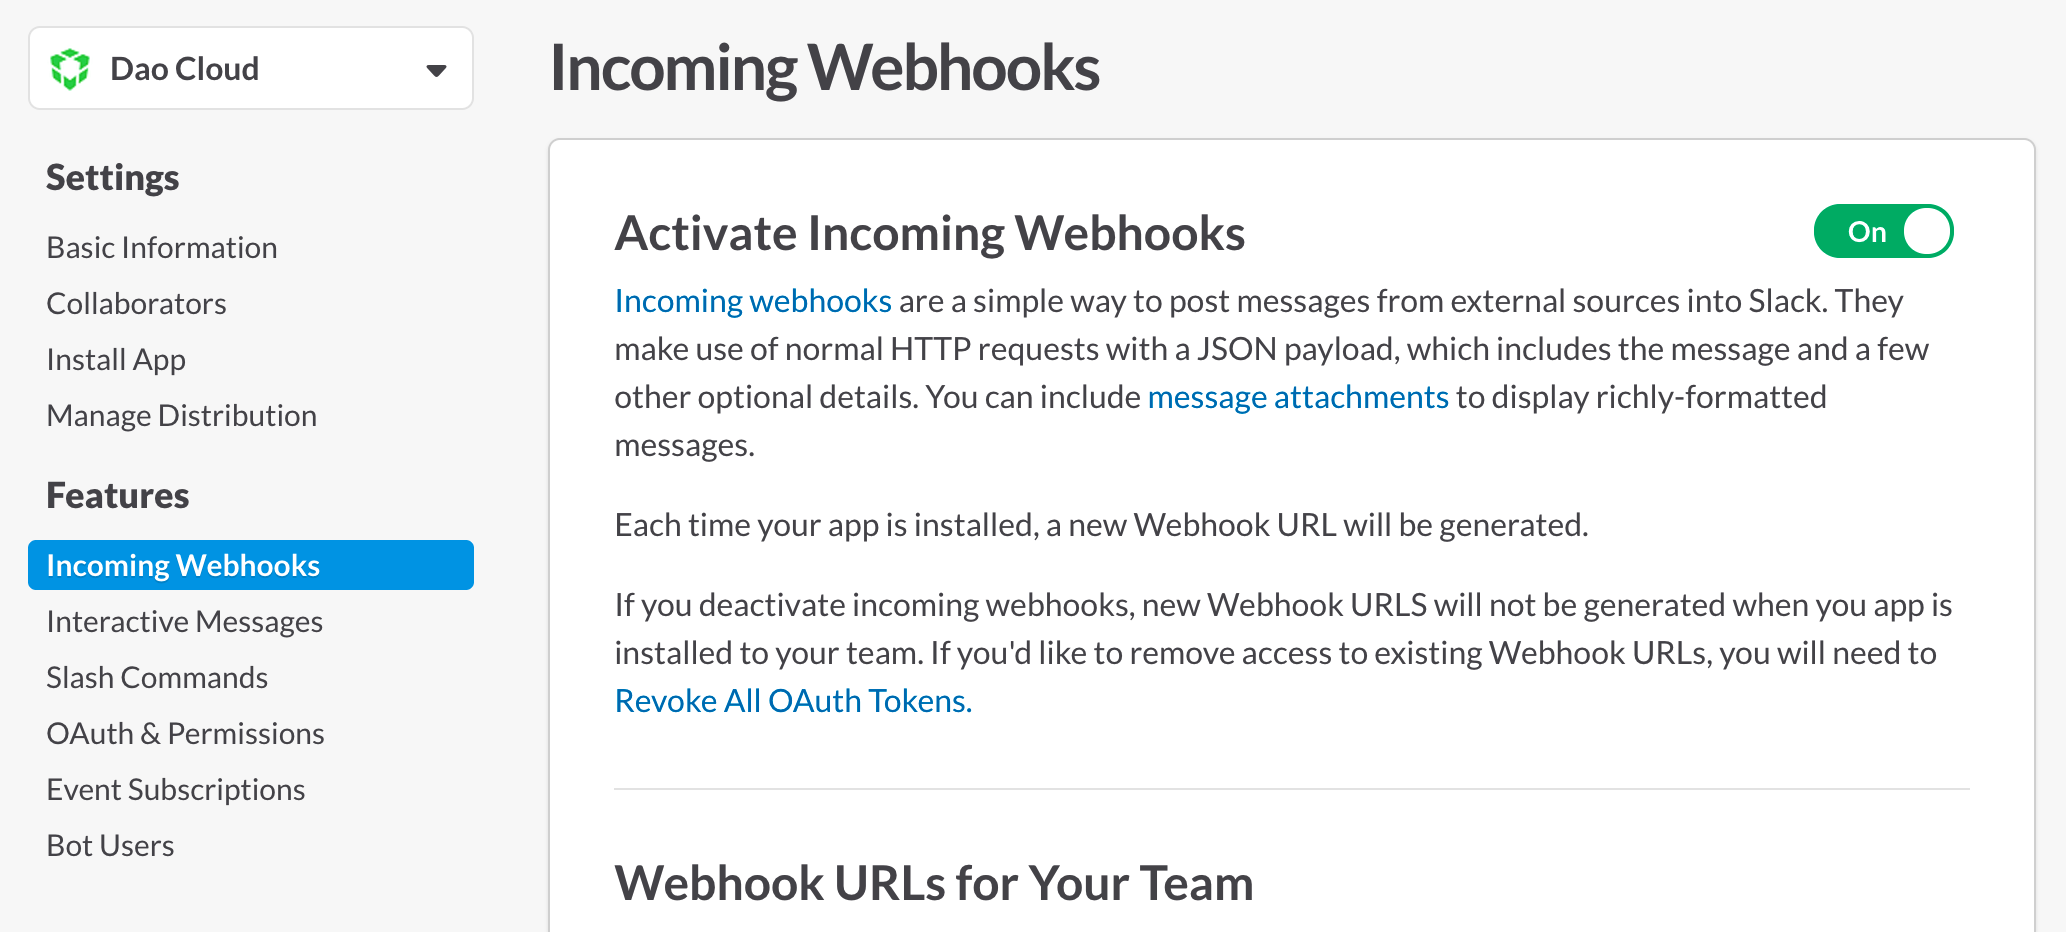 Dao Cloud
Settings
Basic Information
Collaborators
Install App
Manage Distribution
Features
Incoming Webhooks
Interactive Messages
Slash Commands
OAuth & Permissions
Event Subscriptions
Bot Users
Incoming Webhooks
Activate Incoming Webhooks
On
Incoming webhooks are a simple way to post messages from external sources into Slack. They
make use of normal HTTP requests with a JSON payload, which includes the message and a few
other optional details. You can include message attachments to display richly-formatted
messages.
Each time your app is installed, a new Webhook URL will be generated.
If you deactivate incoming webhooks, new Webhook URLS will not be generated when you app is
installed to your team. If you'd like to remove access to existing Webhook URLs, you will need to
Revoke All OAuth Tokens.
Webhook URLs for Your Team